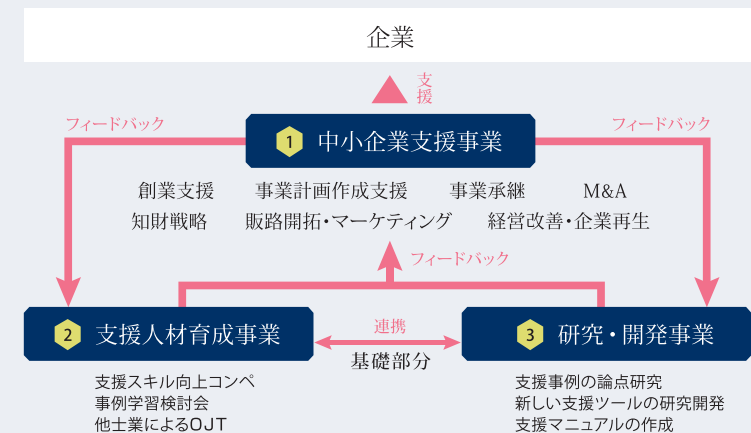 企業
支援
フィードバック
フィードバック
1 中小企業支援事業
創業支援 事業計画作成支援 事業承継 M&A
知財戦略 販路開拓・マーケティング 経営改善・企業再生
フィードバック
2 支援人材育成事業
連携
基礎部分
3 研究・開発事業
支援スキル向上コンペ
事例学習検討会
他士業によるOJT
支援事例の論点研究
新しい支援ツールの研究開発
支援マニュアルの作成